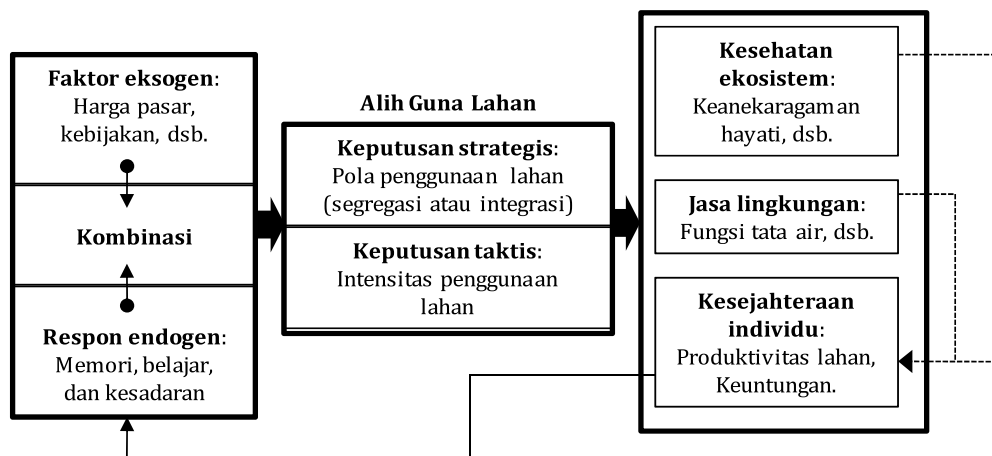 Faktor eksogen:
Harga pasar,
kebijakan, dsb.
Kombinasi
Respon endogen:
Memori, belajar,
dan kesadaran
Alih Guna Lahan
Keputusan strategis:
Pola penggunaan lahan
(segregasi atau integrasi)
Keputusan taktis:
Intensitas penggunaan
lahan
Kesehatan
ekosistem:
Keanekaragaman
hayati, dsb.
Jasa lingkungan:
Fungsi tata air, dsb.
Kesejahteraan
individu:
Produktivitas lahan,
Keuntungan.